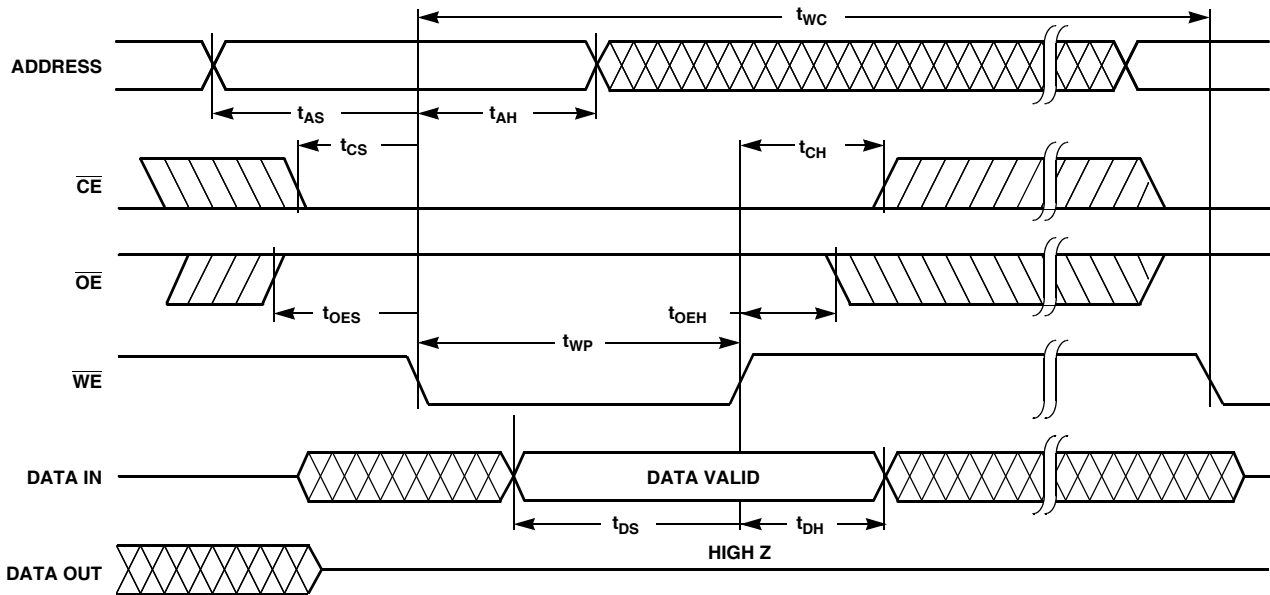 tWC
ADDRESS
tAS
tAH
tCS
tCH
CE
OE
tOES
tOEH
tWP
WE
DATA IN
DATA VALID
tDS
tDH
HIGH Z
DATA OUT